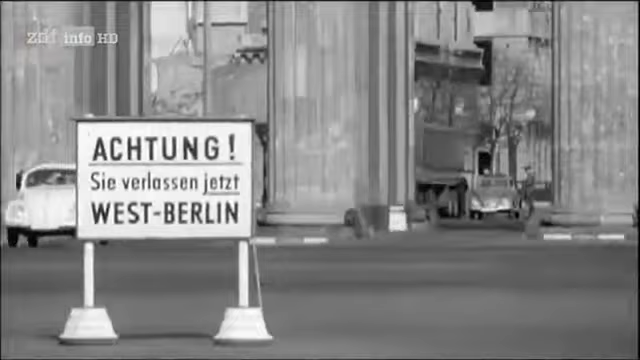 ZDF info HD
ACHTUNG!
Sie verlassen jetzt
WEST-BERLIN